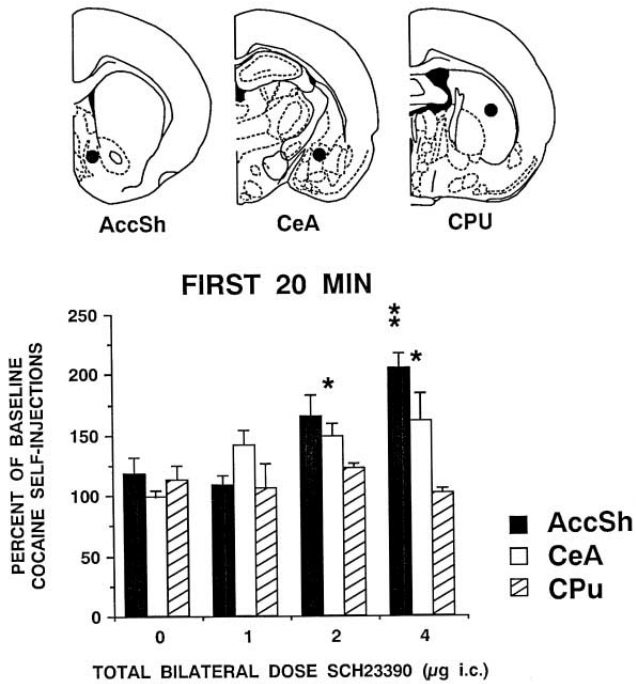 AccSh CeA CPU
FIRST 20 MIN
PERCENT OF BASELINE
COCAINE SELF-INJECTIONS
250
200
150
100
50
0
**
*
*
0 1 2 4
TOTAL BILATERAL DOSE SCH23390 (µg i.c.)
AccSh
CeA
CPu